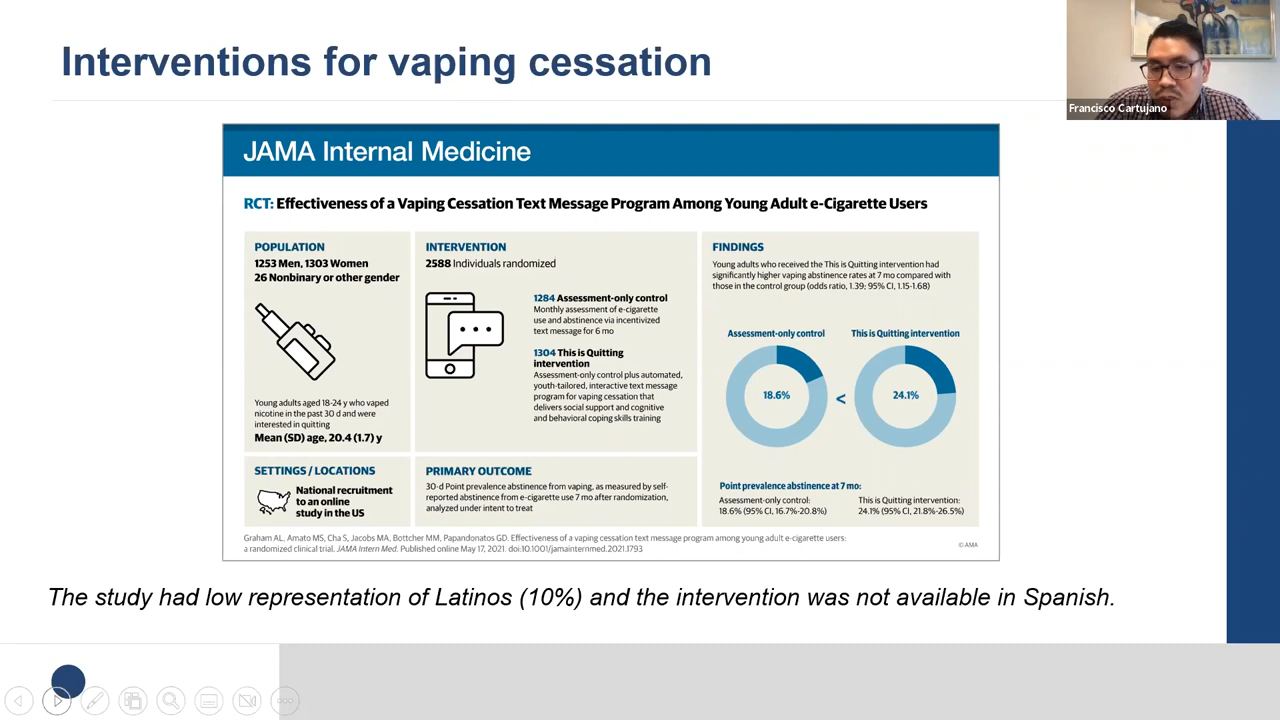 Interventions for vaping cessation
Francisco Cartujano
JAMA Internal Medicine
RCT: Effectiveness of a Vaping Cessation Text Message Program Among Young Adult e-Cigarette Users
POPULATION
1253 Men, 1303 Women
26 Nonbinary or other gender
Young adults aged 18-24 y who vaped
nicotine in the past 30 d and were
interested in quitting
Mean (SD) age, 20.4 (1.7) y
SETTINGS / LOCATIONS
National recruitment
to an online
study in the US
INTERVENTION
2588 Individuals randomized
1284 Assessment-only control
Monthly assessment of e-cigarette
use and abstinence via incentivized
text message for 6 mo
1304 This is Quitting
intervention
Assessment-only control plus automated,
youth-tailored, interactive text message
program for vaping cessation that
delivers social support and cognitive
and behavioral coping skills training
PRIMARY OUTCOME
30-d Point prevalence abstinence from vaping, as measured by self-
reported abstinence from e-cigarette use 7 mo after randomization,
analyzed under intent to treat
FINDINGS
Young adults who received the This is Quitting intervention had
significantly higher vaping abstinence rates at 7 mo compared with
those in the control group (odds ratio, 1.39; 95% CI, 1.15-1.68)
Assessment-only control
This is Quitting intervention
18.6%
<
24.1%
Point prevalence abstinence at 7 mo:
Assessment-only control:
18.6% (95% CI, 16.7%-20.8%)
This is Quitting intervention:
24.1% (95% CI, 21.8%-26.5%)
Graham AL, Amato MS, Cha S, Jacobs MA, Bottcher MM, Papandonatos GD. Effectiveness of a vaping cessation text message program among young adult e-cigarette users:
a randomized clinical trial. JAMA Intern Med. Published online May 17, 2021. doi:10.1001/jamainternmed.2021.1793
© AMA
The study had low representation of Latinos (10%) and the intervention was not available in Spanish.